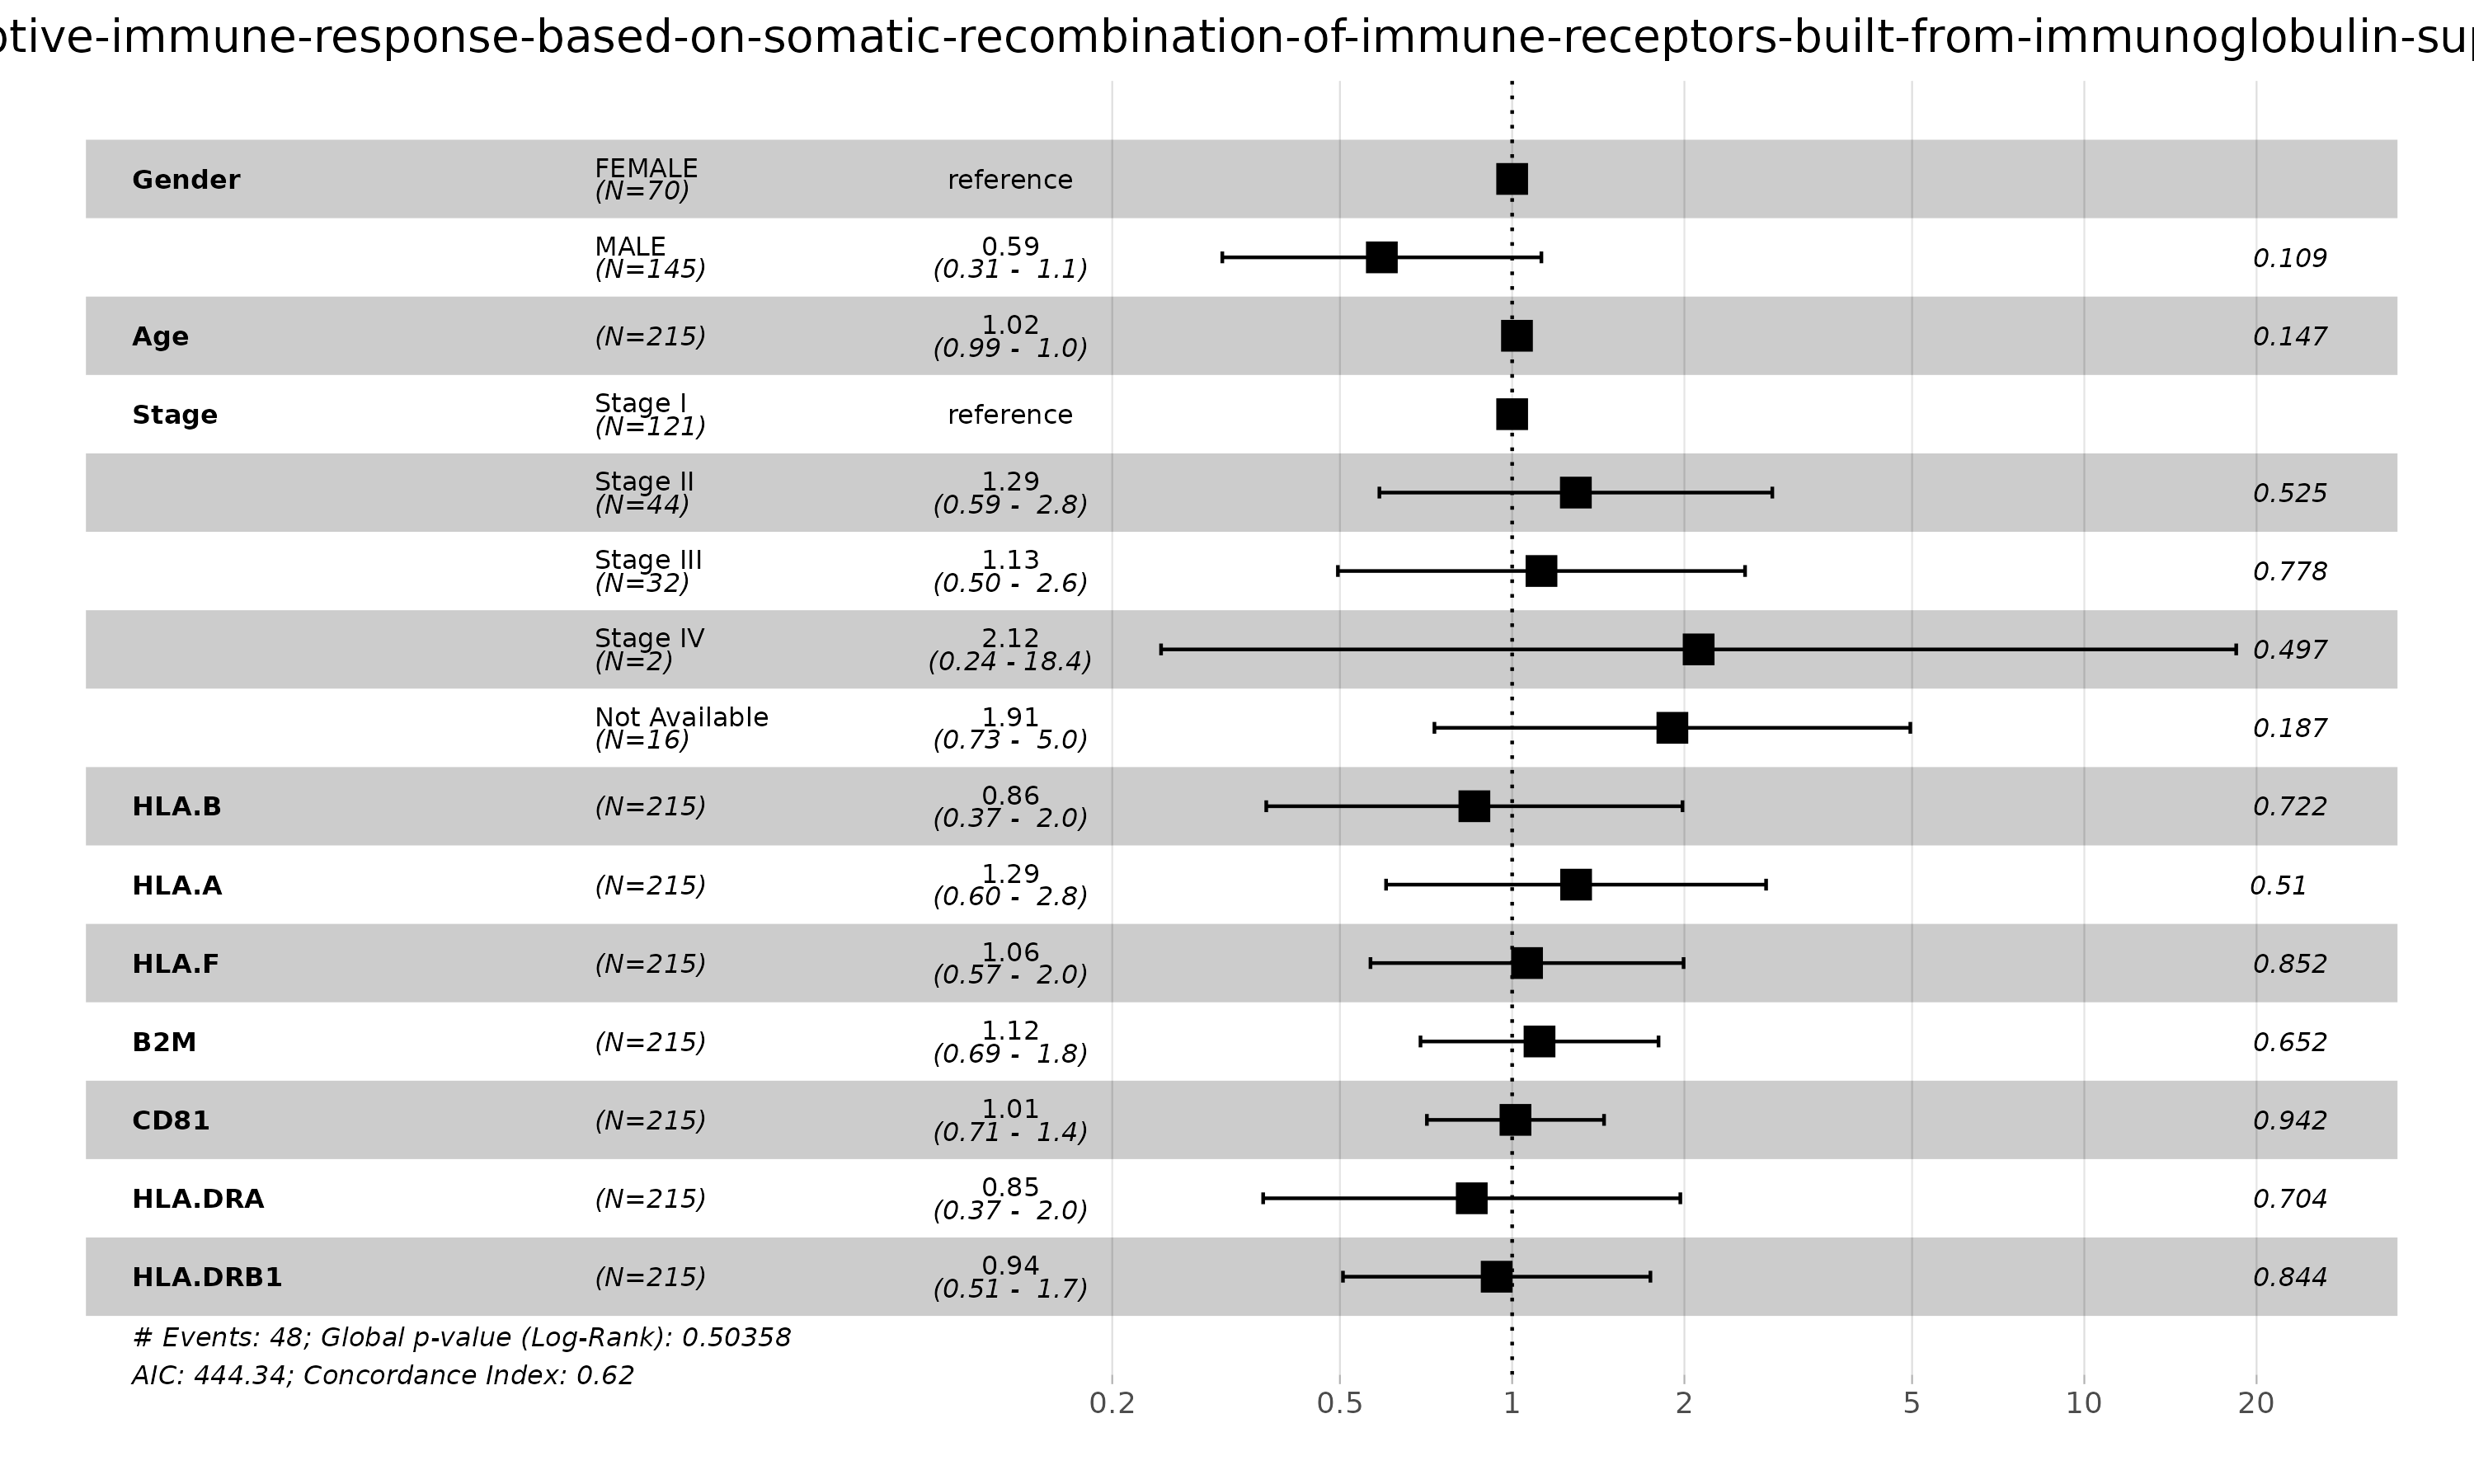 otive-immune-response-based-on-somatic-recombination-of-immune-receptors-built-from-immunoglobulin-sup
Gender
FEMALE
(N=70)
reference
MALE
(N=145)
0.59
(0.31 - 1.1)
0.109
Age
(N=215)
1.02
(0.99 - 1.0)
0.147
Stage
Stage I
(N=121)
reference
Stage II
(N=44)
1.29
(0.59 - 2.8)
0.525
Stage III
(N=32)
1.13
(0.50 - 2.6)
0.778
Stage IV
(N=2)
2.12
(0.24 - 18.4)
0.497
Not Available
(N=16)
1.91
(0.73 - 5.0)
0.187
HLA.B
(N=215)
0.86
(0.37 - 2.0)
0.722
HLA.A
(N=215)
1.29
(0.60 - 2.8)
0.51
HLA.F
(N=215)
1.06
(0.57 - 2.0)
0.852
B2M
(N=215)
1.12
(0.69 - 1.8)
0.652
CD81
(N=215)
1.01
(0.71 - 1.4)
0.942
HLA.DRA
(N=215)
0.85
(0.37 - 2.0)
0.704
HLA.DRB1
(N=215)
0.94
(0.51 - 1.7)
0.844
# Events: 48; Global p-value (Log-Rank): 0.50358
AIC: 444.34; Concordance Index: 0.62
0.2 0.5 1 2 5 10 20